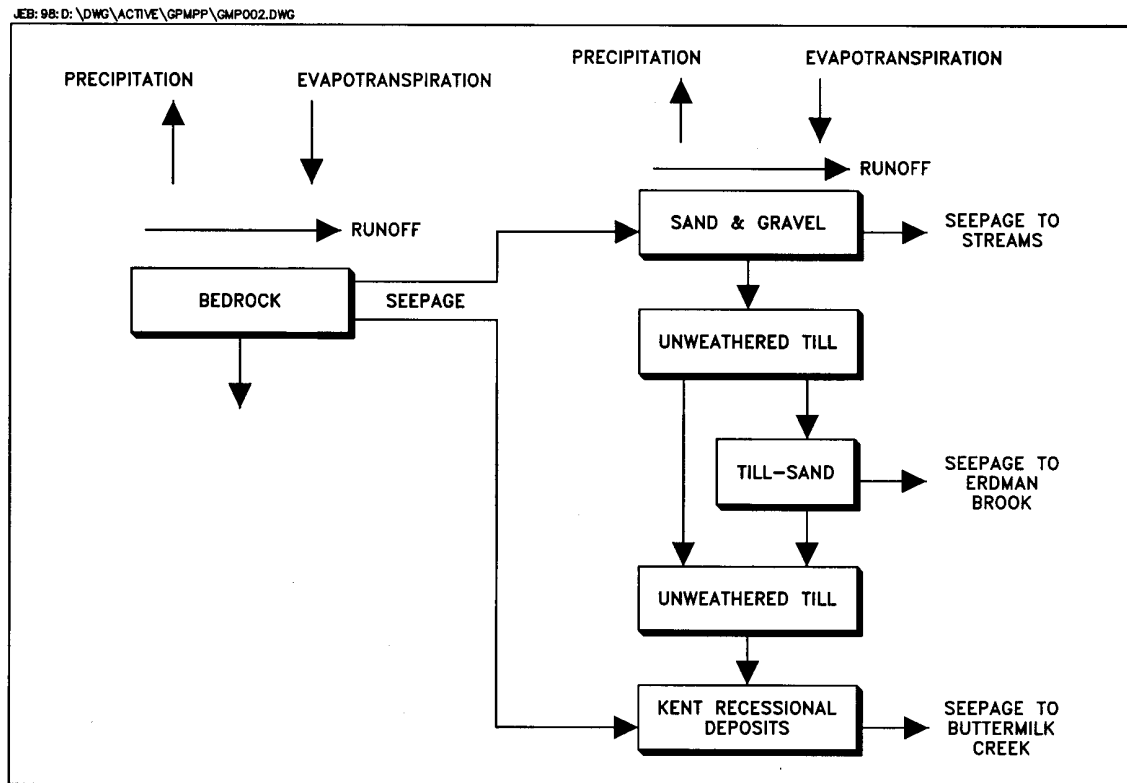 JEB: 98: D: \DWG\ACTIVE\GPMPP\GMP002.DWG
PRECIPITATION
EVAPOTRANSPIRATION
RUNOFF
BEDROCK
SEEPAGE
PRECIPITATION
EVAPOTRANSPIRATION
RUNOFF
SAND & GRAVEL
SEEPAGE TO
STREAMS
UNWEATHERED TILL
TILL-SAND
SEEPAGE TO
ERDMAN
BROOK
UNWEATHERED TILL
KENT RECESSIONAL
DEPOSITS
SEEPAGE TO
BUTTERMILK
CREEK